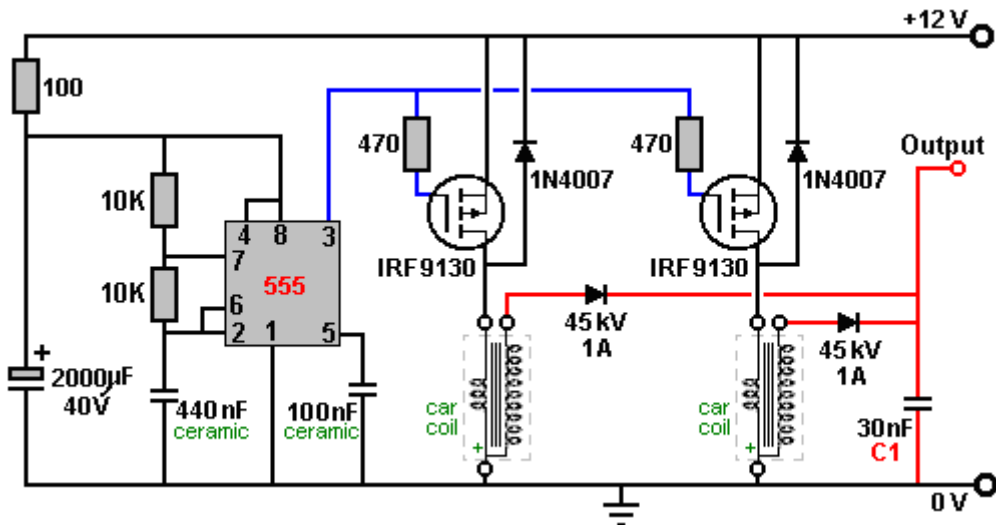 +12 V
100
470
470
Output
1N4007
1N4007
10K
4 8 3
7
IRF9130
IRF9130
10K
555
6
2 1 5
45 kV
1A
45 kV
1A
+
2000µF
40V
440 nF
ceramic
100nF
ceramic
car
coil
+
car
coil
+
30nF
C1
0 V